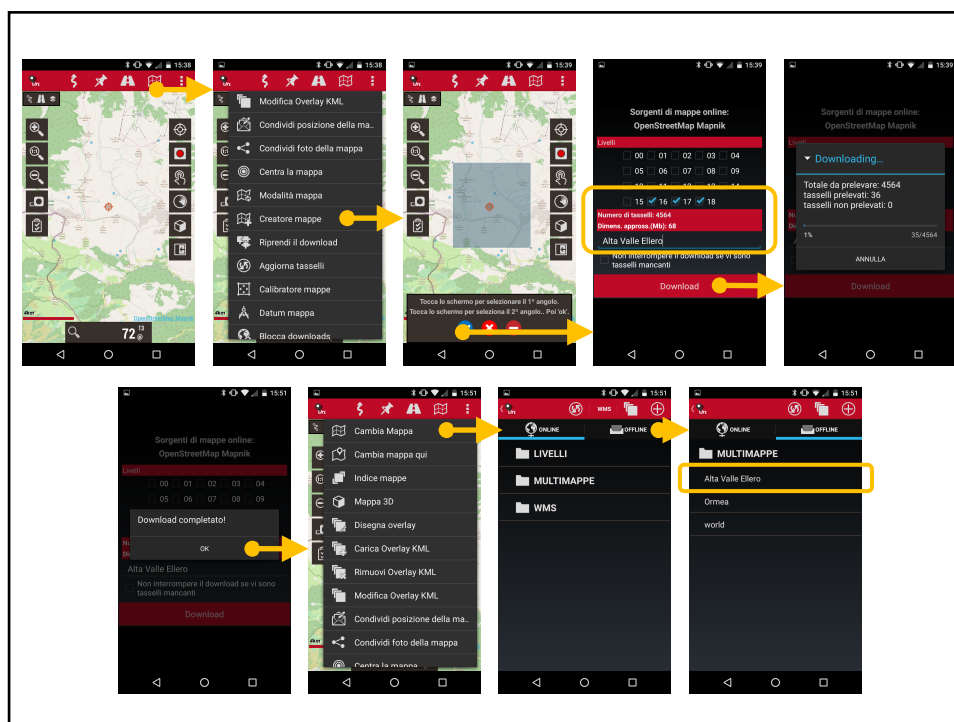 15:38
4km
OpenStreetMap Mapnik
72 13 @
15:38
Modifica Overlay KML
Condividi posizione della ma..
Condividi foto della mappa
Centra la mappa
Modalità mappa
Creatore mappe
Riprendi il download
Aggiorna tasselli
Calibratore mappe
Datum mappa
Blocca downloads
15:39
Tocca lo schermo per selezionare il 1º angolo.
Tocca lo schermo per seleziona il 2º angolo.. Poi 'ok'.
15:39
Sorgenti di mappe online:
OpenStreetMap Mapnik
Livelli
00 01 02 03 04
05 06 07 08 09
10 11 12 13 14
15 16 17 18
Numero di tasselli: 4564
Dimens. appross.(Mb): 68
Alta Valle Ellero
Non interrompere il download se vi sono
tasselli mancanti
Download
15:39
Sorgenti di mappe online:
OpenStreetMap Mapnik
Downloading...
Totale da prelevare: 4564
tasselli prelevati: 36
tasselli non prelevati: 0
1% 35/4564
ANNULLA
Download
15:51
Sorgenti di mappe online:
OpenStreetMap Mapnik
Livelli
00 01 02 03 04
05 06 07 08 09
Download completato!
OK
Alta Valle Ellero
Non interrompere il download se vi sono
tasselli mancanti
Download
15:51
4km
Cambia Mappa
Cambia mappa qui
Indice mappe
Mappa 3D
Disegna overlay
Carica Overlay KML
Rimuovi Overlay KML
Modifica Overlay KML
Condividi posizione della ma..
Condividi foto della mappa
Centra la mappa
15:51
WMS
ONLINE OFFLINE
LIVELLI
MULTIMAPPE
WMS
15:51
ONLINE OFFLINE
MULTIMAPPE
Alta Valle Ellero
Ormea
world